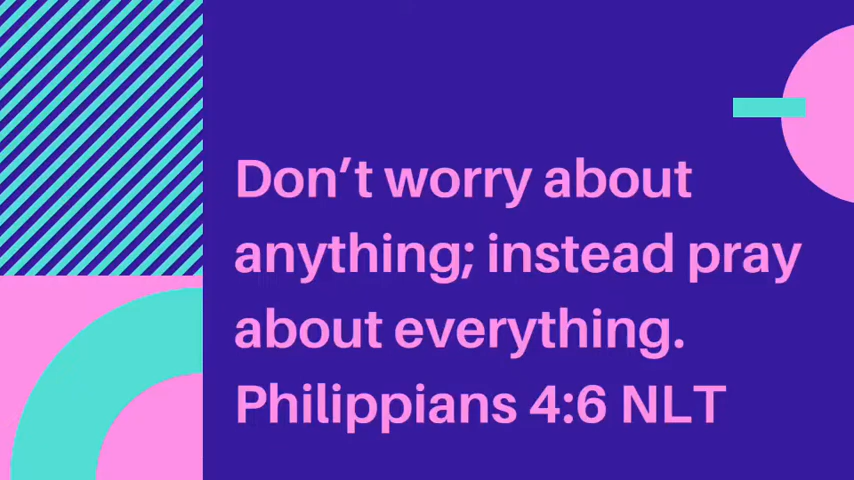 Don’t worry about
anything; instead pray
about everything.
Philippians 4:6 NLT